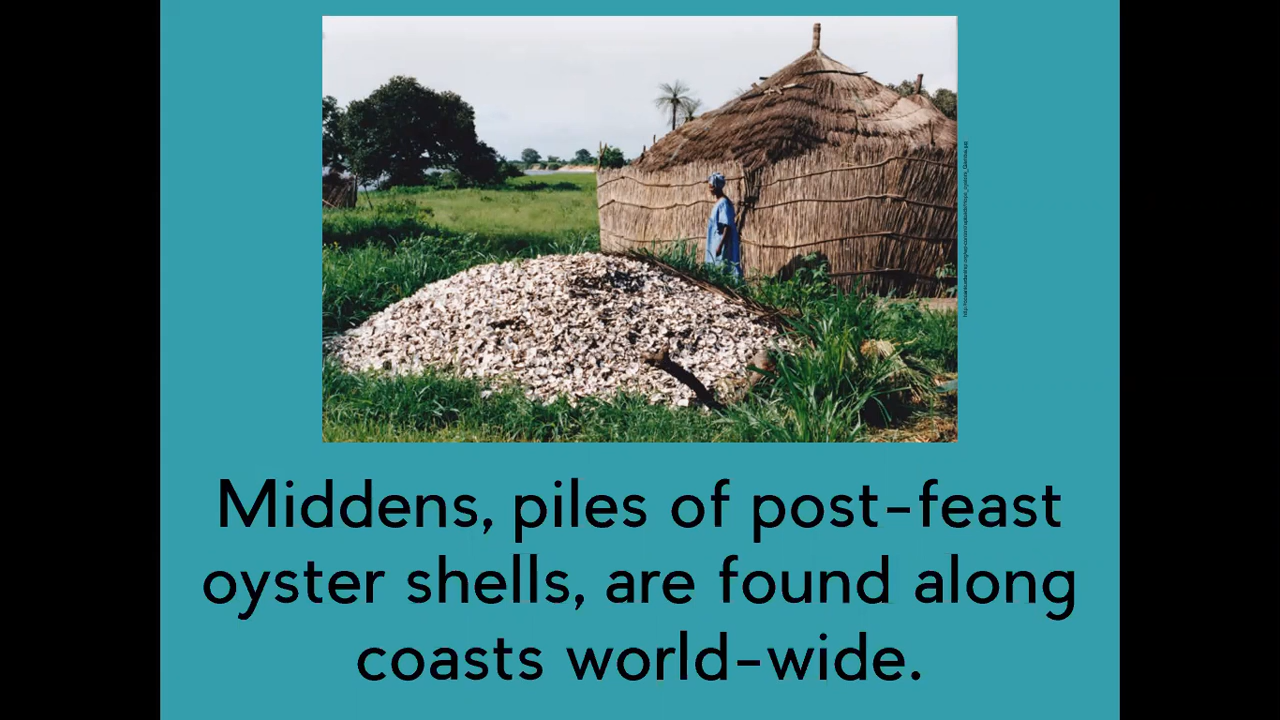 Middens, piles of post-feast
oyster shells, are found along
coasts world-wide.